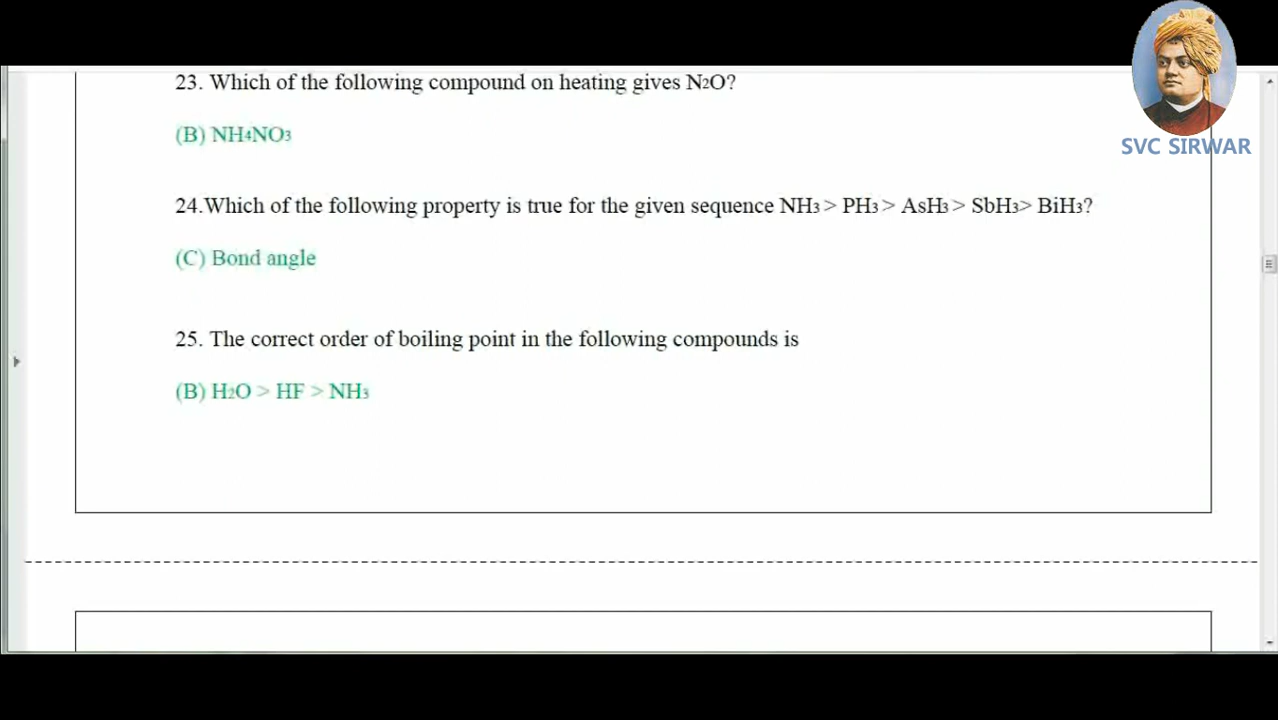 SVC SIRWAR
23. Which of the following compound on heating gives N2O?
(B) NH4NO3
24.Which of the following property is true for the given sequence NH3 > PH3 > AsH3 > SbH3> BiH3?
(C) Bond angle
25. The correct order of boiling point in the following compounds is
(B) H2O > HF > NH3